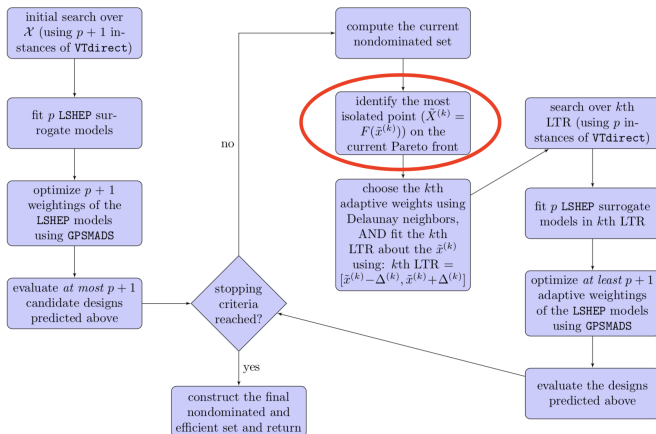 initial search over
𝒳 (using p + 1 in-
stances of VTdirect)
fit p LSHEP sur-
rogate models
optimize p + 1
weightings of the
LSHEP models
using GPSMADS
evaluate at most p+1
candidate designs
predicted above
stopping
criteria
reached?
no
yes
construct the final
nondominated and
efficient set and return
compute the current
nondominated set
identify the most
isolated point (X̃⁽ᵏ⁾ =
F(x̃⁽ᵏ⁾)) on the
current Pareto front
choose the kth
adaptive weights using
Delaunay neighbors,
AND fit the kth
LTR about the x̃⁽ᵏ⁾
using: kth LTR =
[x̃⁽ᵏ⁾−Δ⁽ᵏ⁾, x̃⁽ᵏ⁾+Δ⁽ᵏ⁾]
search over kth
LTR (using p in-
stances of VTdirect)
fit p LSHEP surrogate
models in kth LTR
optimize at least p+1
adaptive weightings
of the LSHEP models
using GPSMADS
evaluate the designs
predicted above